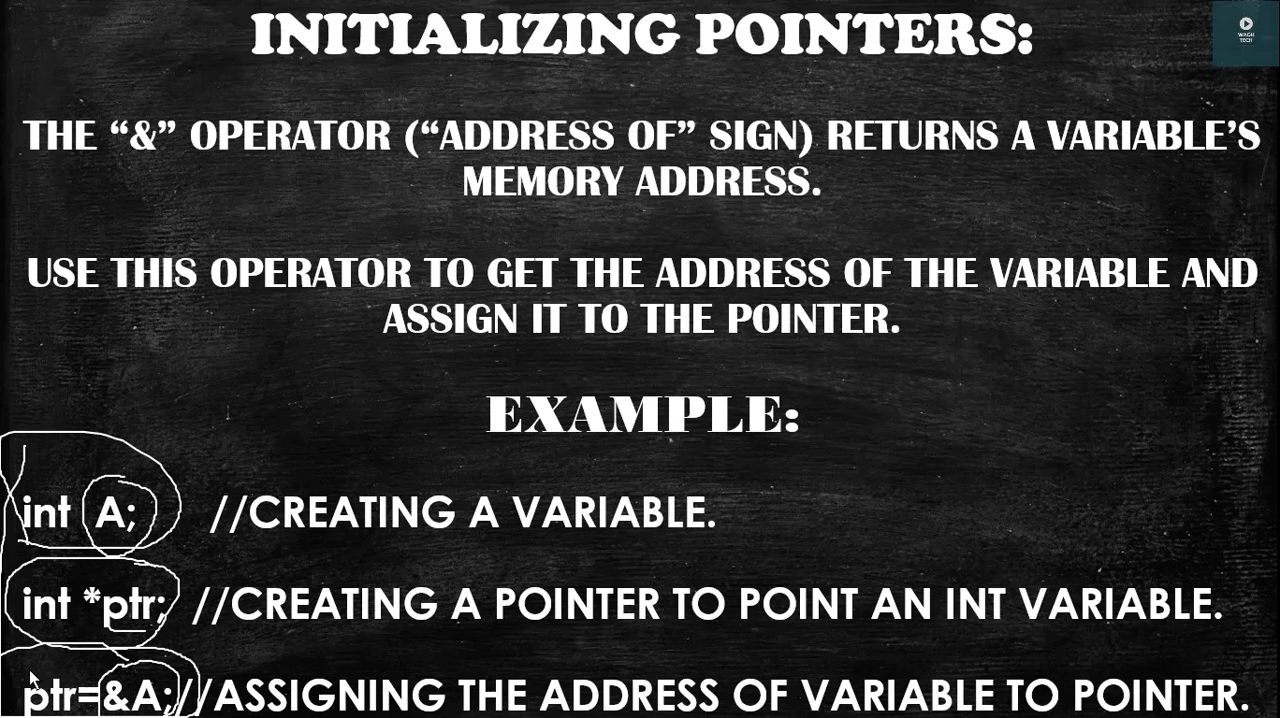 INITIALIZING POINTERS:
WAGH
TECH
THE “&” OPERATOR (“ADDRESS OF” SIGN) RETURNS A VARIABLE’S
MEMORY ADDRESS.
USE THIS OPERATOR TO GET THE ADDRESS OF THE VARIABLE AND
ASSIGN IT TO THE POINTER.
EXAMPLE:
int A; //CREATING A VARIABLE.
int *ptr; //CREATING A POINTER TO POINT AN INT VARIABLE.
ptr=&A;//ASSIGNING THE ADDRESS OF VARIABLE TO POINTER.